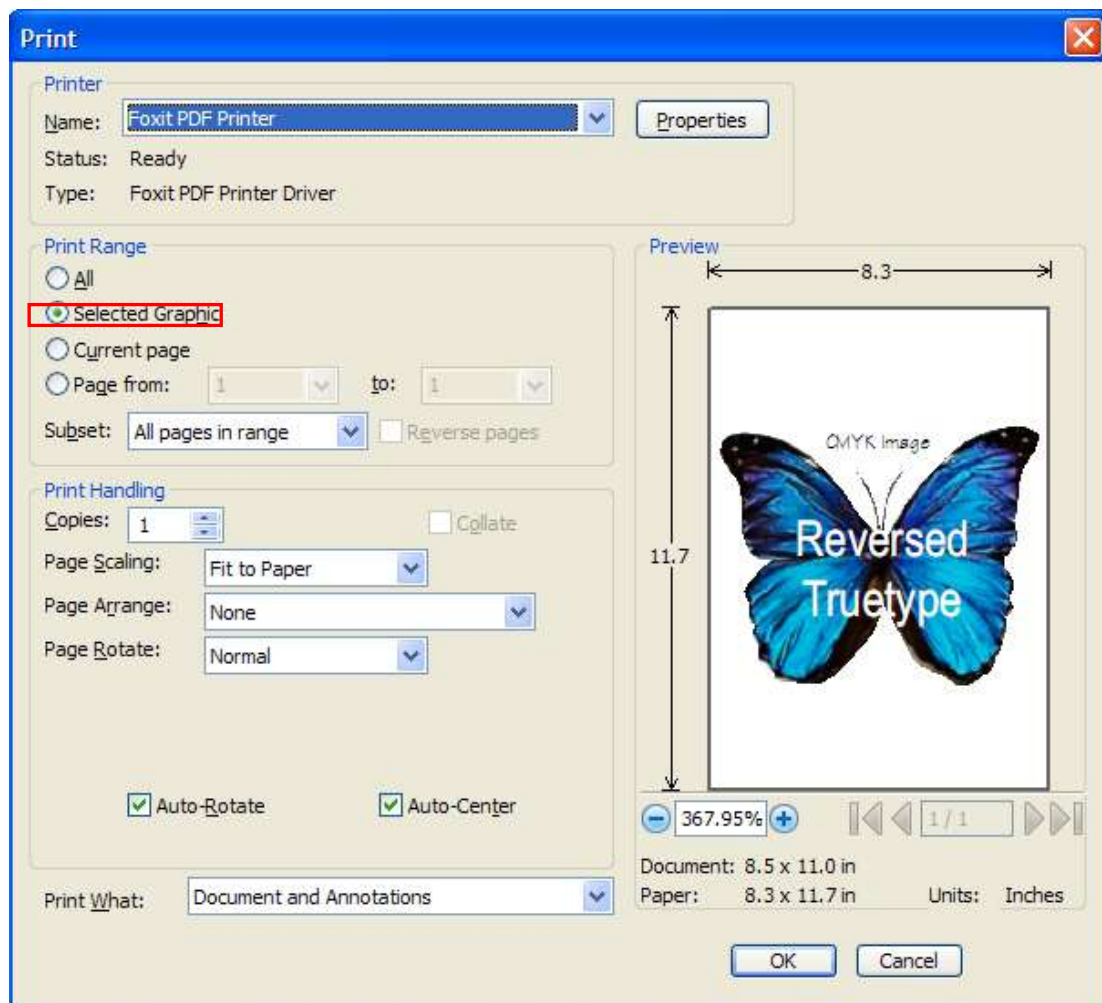 Print
Printer
Name: Foxit PDF Printer Properties
Status: Ready
Type: Foxit PDF Printer Driver
Print Range
All
Selected Graphic
Current page
Page from: 1 to: 1
Subset: All pages in range Reverse pages
Print Handling
Copies: 1 Collate
Page Scaling: Fit to Paper
Page Arrange: None
Page Rotate: Normal
Auto-Rotate Auto-Center
Print What: Document and Annotations
Preview
8.3
11.7
CMYK Image
Reversed
Truetype
367.95% 1 / 1
Document: 8.5 x 11.0 in
Paper: 8.3 x 11.7 in Units: Inches
OK Cancel